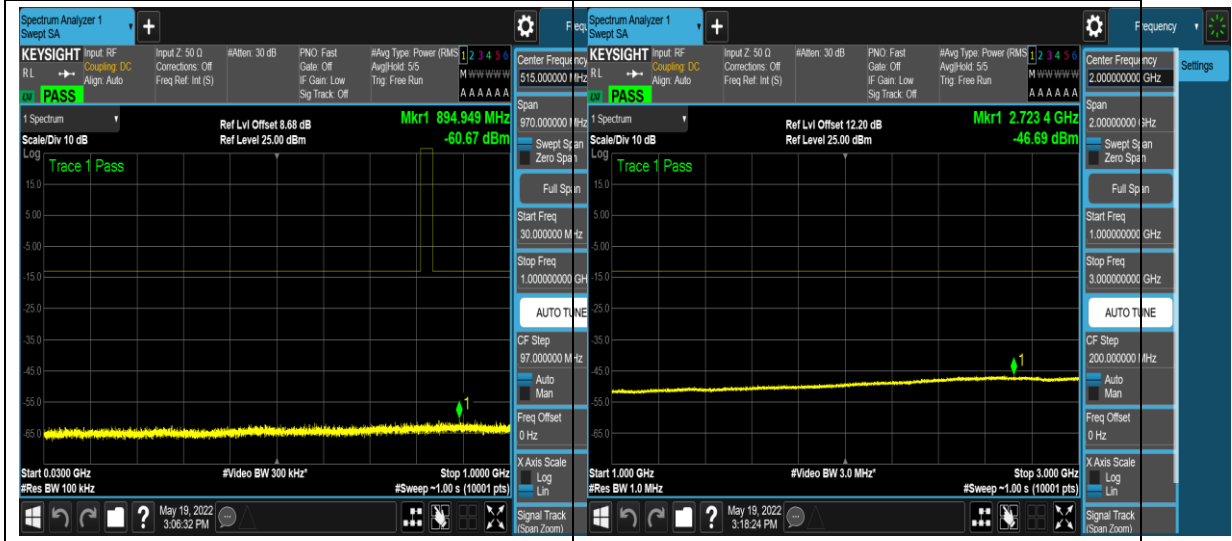 Spectrum Analyzer 1
Swept SA
+
Frequ
KEYSIGHT
RL
Input: RF
Coupling: DC
Align: Auto
Input Z: 50 Ω
Corrections: Off
Freq Ref: Int (S)
#Atten: 30 dB
PNO: Fast
Gate: Off
IF Gain: Low
Sig Track: Off
#Avg Type: Power (RMS
Avg|Hold: 5/5
Trig: Free Run
1 2 3 4 5 6
M W W W W W
A A A A A A
PASS
1 Spectrum
Scale/Div 10 dB
Ref Lvl Offset 8.68 dB
Ref Level 25.00 dBm
Mkr1 894.949 MHz
-60.67 dBm
Log
Trace 1 Pass
15.0
5.00
-5.00
-15.0
-25.0
-35.0
-45.0
-55.0
-65.0
1
Start 0.0300 GHz
#Res BW 100 kHz
#Video BW 300 kHz*
Stop 1.0000 GHz
#Sweep ~1.00 s (10001 pts)
Center Frequency
515.000000 MHz
Span
970.000000 MHz
Swept Span
Zero Span
Full Span
Start Freq
30.000000 MHz
Stop Freq
1.000000000 GH
AUTO TUNE
CF Step
97.000000 MHz
Auto
Man
Freq Offset
0 Hz
X Axis Scale
Log
Lin
Signal Track
(Span Zoom)
?
May 19, 2022
3:06:32 PM
Spectrum Analyzer 1
Swept SA
+
Frequency
Settings
KEYSIGHT
RL
Input: RF
Coupling: DC
Align: Auto
Input Z: 50 Ω
Corrections: Off
Freq Ref: Int (S)
#Atten: 30 dB
PNO: Fast
Gate: Off
IF Gain: Low
Sig Track: Off
#Avg Type: Power (RMS
Avg|Hold: 5/5
Trig: Free Run
1 2 3 4 5 6
M W W W W W
A A A A A A
PASS
1 Spectrum
Scale/Div 10 dB
Ref Lvl Offset 12.20 dB
Ref Level 25.00 dBm
Mkr1 2.723 4 GHz
-46.69 dBm
Log
Trace 1 Pass
15.0
5.00
-5.00
-15.0
-25.0
-35.0
-45.0
-55.0
-65.0
1
Start 1.000 GHz
#Res BW 1.0 MHz
#Video BW 3.0 MHz*
Stop 3.000 GHz
#Sweep ~1.00 s (10001 pts)
Center Frequency
2.000000000 GHz
Span
2.00000000 GHz
Swept Span
Zero Span
Full Span
Start Freq
1.000000000 GHz
Stop Freq
3.000000000 GHz
AUTO TUNE
CF Step
200.000000 MHz
Auto
Man
Freq Offset
0 Hz
X Axis Scale
Log
Lin
Signal Track
(Span Zoom)
?
May 19, 2022
3:18:24 PM